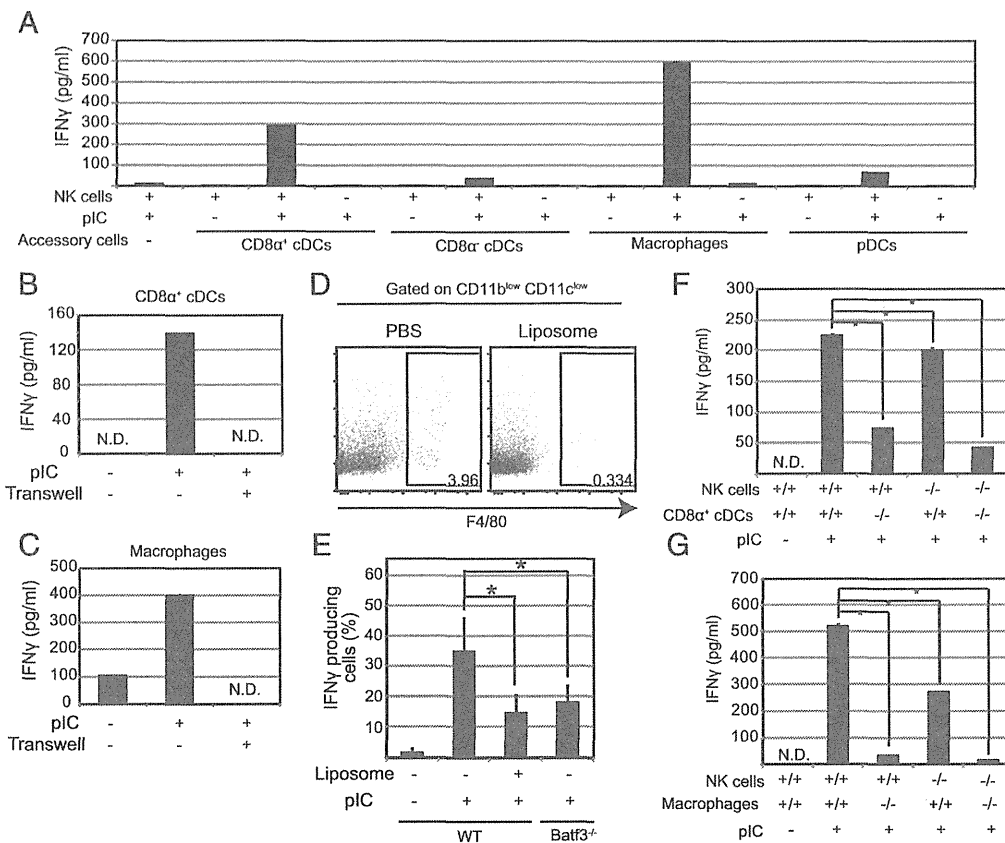 A
IFNγ (pg/ml)
700
600
500
400
300
200
100
NK cells + + + - + + - + + - + + -
pIC + - + + - + + - + + - + +
Accessory cells - CD8α+ cDCs CD8α- cDCs Macrophages pDCs
B
CD8α+ cDCs
IFNγ (pg/ml)
160
120
80
40
0
N.D. N.D.
pIC - + +
Transwell - - +
C
Macrophages
IFNγ (pg/ml)
500
400
300
200
100
0
N.D.
pIC - + +
Transwell - - +
D
Gated on CD11blow CD11clow
PBS Liposome
3.96 0.334
F4/80
E
IFNγ producing
cells (%)
60
50
40
30
20
10
* *
Liposome - - + -
pIC - + + +
WT Batf3-/-
F
IFNγ (pg/ml)
300
250
200
150
100
50
N.D.
NK cells +/+ +/+ +/+ -/- -/-
CD8α+ cDCs +/+ +/+ -/- +/+ -/-
pIC - + + + +
G
IFNγ (pg/ml)
700
600
500
400
300
200
100
N.D.
NK cells +/+ +/+ +/+ -/- -/-
Macrophages +/+ +/+ -/- +/+ -/-
pIC - + + + +